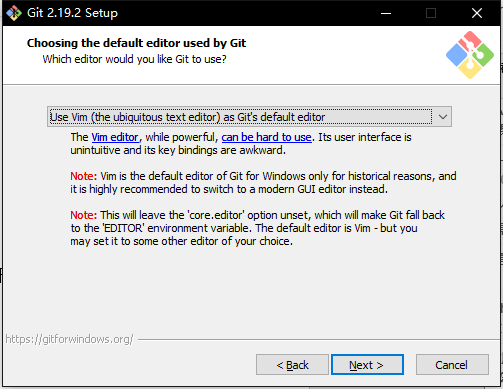 Git 2.19.2 Setup
Choosing the default editor used by Git
Which editor would you like Git to use?
Use Vim (the ubiquitous text editor) as Git's default editor
The Vim editor, while powerful, can be hard to use. Its user interface is
unintuitive and its key bindings are awkward.
Note: Vim is the default editor of Git for Windows only for historical reasons, and
it is highly recommended to switch to a modern GUI editor instead.
Note: This will leave the 'core.editor' option unset, which will make Git fall back
to the 'EDITOR' environment variable. The default editor is Vim - but you
may set it to some other editor of your choice.
https://gitforwindows.org/
< Back
Next >
Cancel